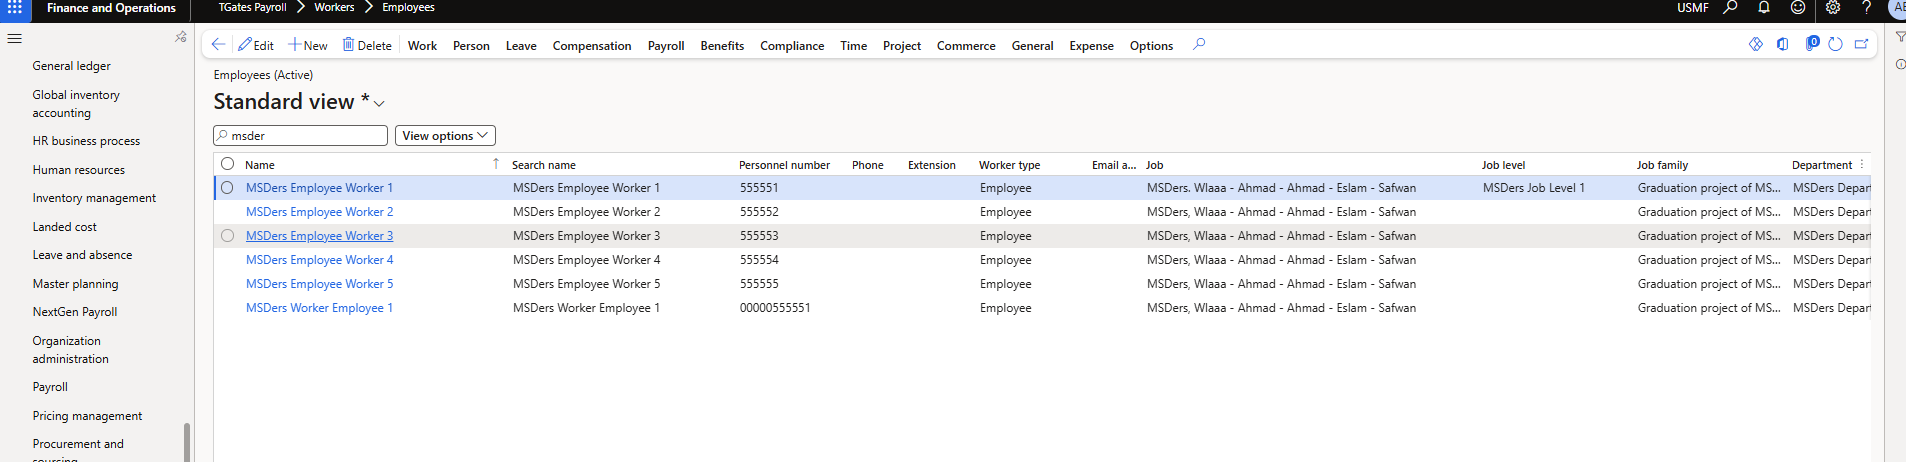 Finance and Operations
TGates Payroll > Workers > Employees
USMF
Edit New Delete Work Person Leave Compensation Payroll Benefits Compliance Time Project Commerce General Expense Options
0
General ledger
Global inventory
accounting
HR business process
Human resources
Inventory management
Landed cost
Leave and absence
Master planning
NextGen Payroll
Organization
administration
Payroll
Pricing management
Procurement and
sourcing
Employees (Active)
Standard view *
msder View options
Name Search name Personnel number Phone Extension Worker type Email a... Job Job level Job family Department
MSDers Employee Worker 1 MSDers Employee Worker 1 555551 Employee MSDers. Wlaaa - Ahmad - Ahmad - Eslam - Safwan MSDers Job Level 1 Graduation project of MS... MSDers Depart
MSDers Employee Worker 2 MSDers Employee Worker 2 555552 Employee MSDers, Wlaaa - Ahmad - Ahmad - Eslam - Safwan Graduation project of MS... MSDers Depart
MSDers Employee Worker 3 MSDers Employee Worker 3 555553 Employee MSDers, Wlaaa - Ahmad - Ahmad - Eslam - Safwan Graduation project of MS... MSDers Depart
MSDers Employee Worker 4 MSDers Employee Worker 4 555554 Employee MSDers, Wlaaa - Ahmad - Ahmad - Eslam - Safwan Graduation project of MS... MSDers Depart
MSDers Employee Worker 5 MSDers Employee Worker 5 555555 Employee MSDers, Wlaaa - Ahmad - Ahmad - Eslam - Safwan Graduation project of MS... MSDers Depart
MSDers Worker Employee 1 MSDers Worker Employee 1 00000555551 Employee MSDers, Wlaaa - Ahmad - Ahmad - Eslam - Safwan Graduation project of MS... MSDers Depart